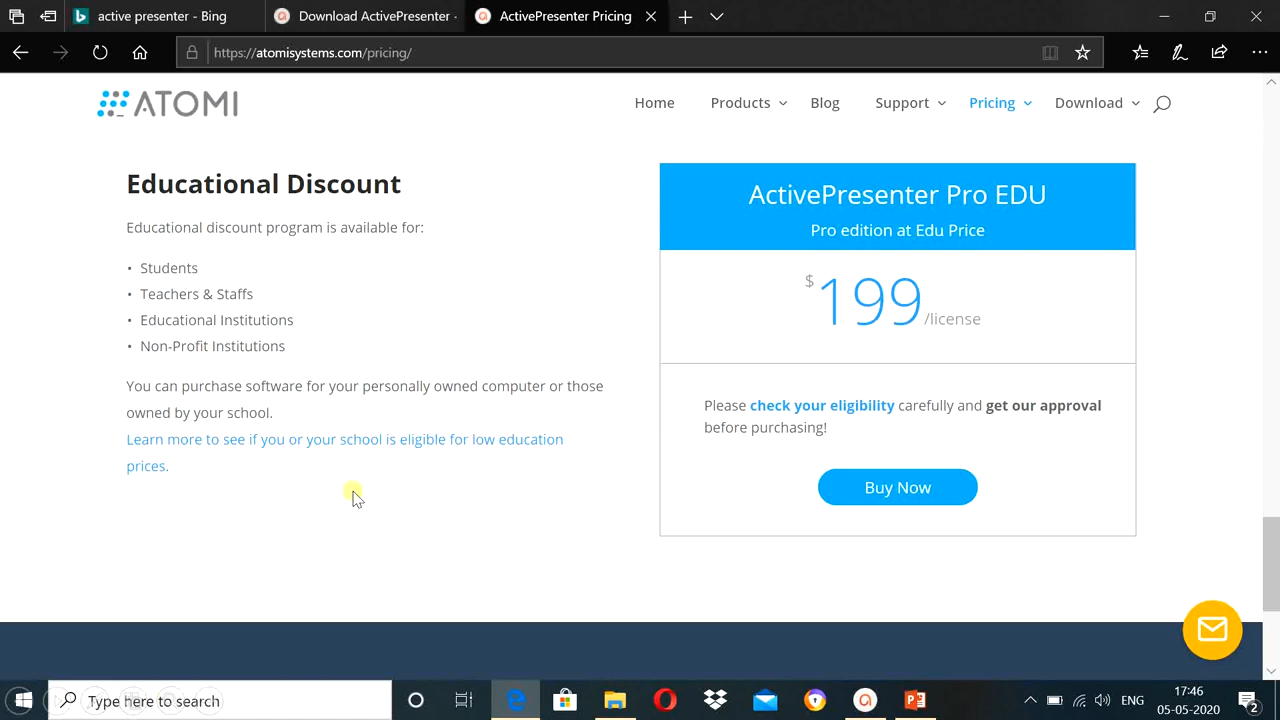 active presenter - Bing
Download ActivePresenter -
ActivePresenter Pricing
https://atomisystems.com/pricing/
ATOMI
Home
Products
Blog
Support
Pricing
Download
Educational Discount
Educational discount program is available for:
• Students
• Teachers & Staffs
• Educational Institutions
• Non-Profit Institutions
You can purchase software for your personally owned computer or those
owned by your school.
Learn more to see if you or your school is eligible for low education
prices.
ActivePresenter Pro EDU
Pro edition at Edu Price
$199/license
Please check your eligibility carefully and get our approval
before purchasing!
Buy Now
Type here to search
ENG
17:46
05-05-2020
2